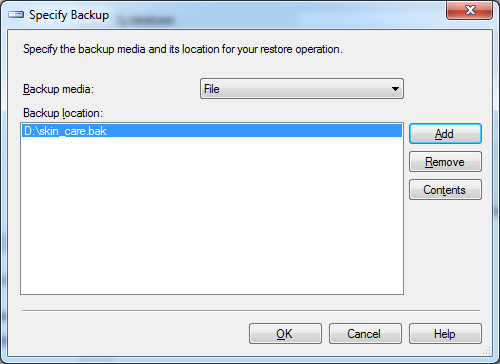 Specify Backup
Specify the backup media and its location for your restore operation.
Backup media:
File
Backup location:
D:\skin_care.bak
Add
Remove
Contents
OK
Cancel
Help